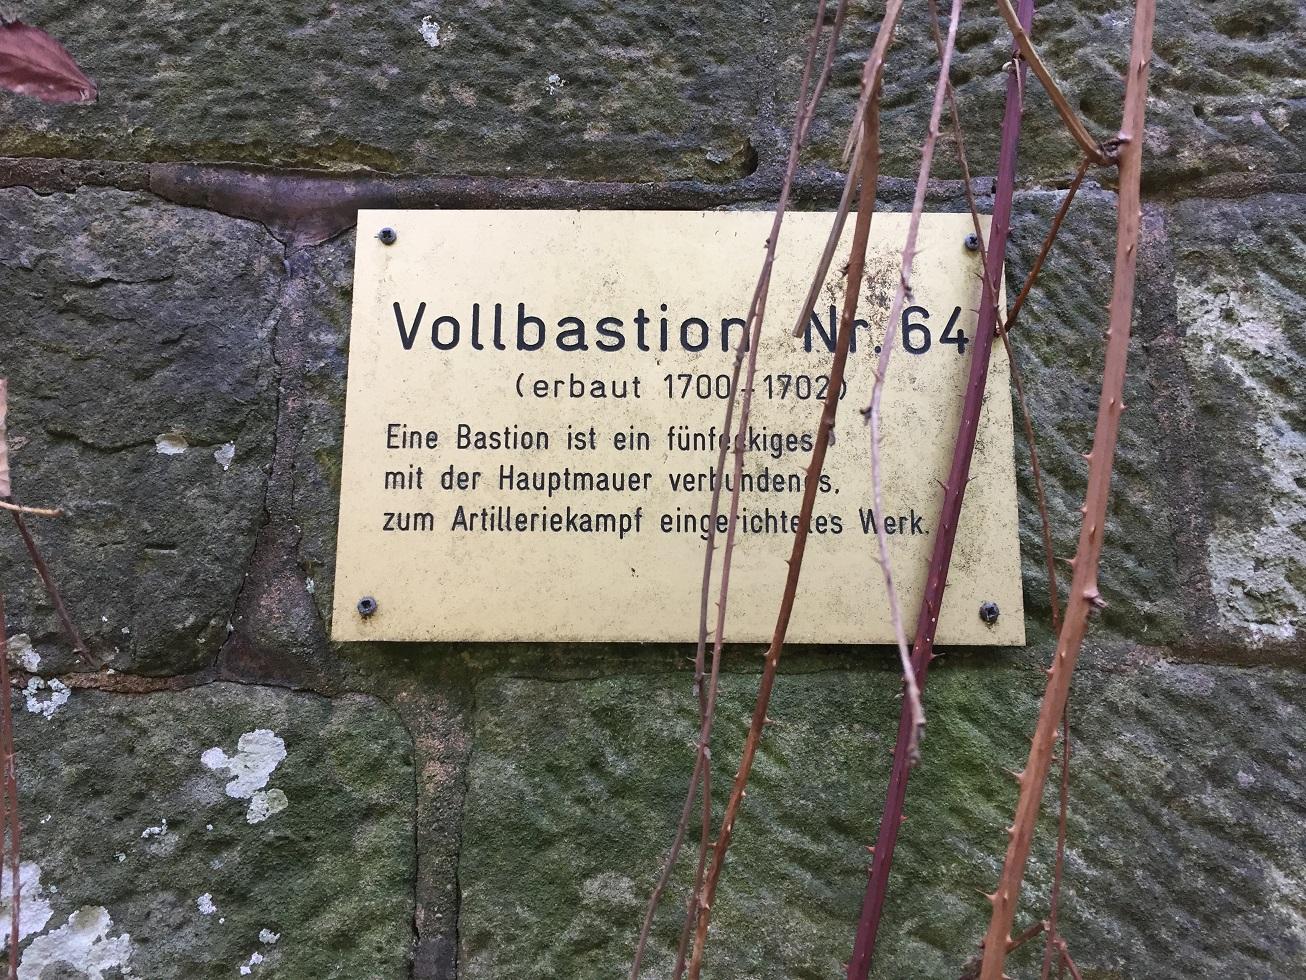 Vollbastion Nr. 64
(erbaut 1700-1702)
Eine Bastion ist ein fünfeckiges
mit der Hauptmauer verbundenes,
zum Artilleriekampf eingerichtetes Werk.